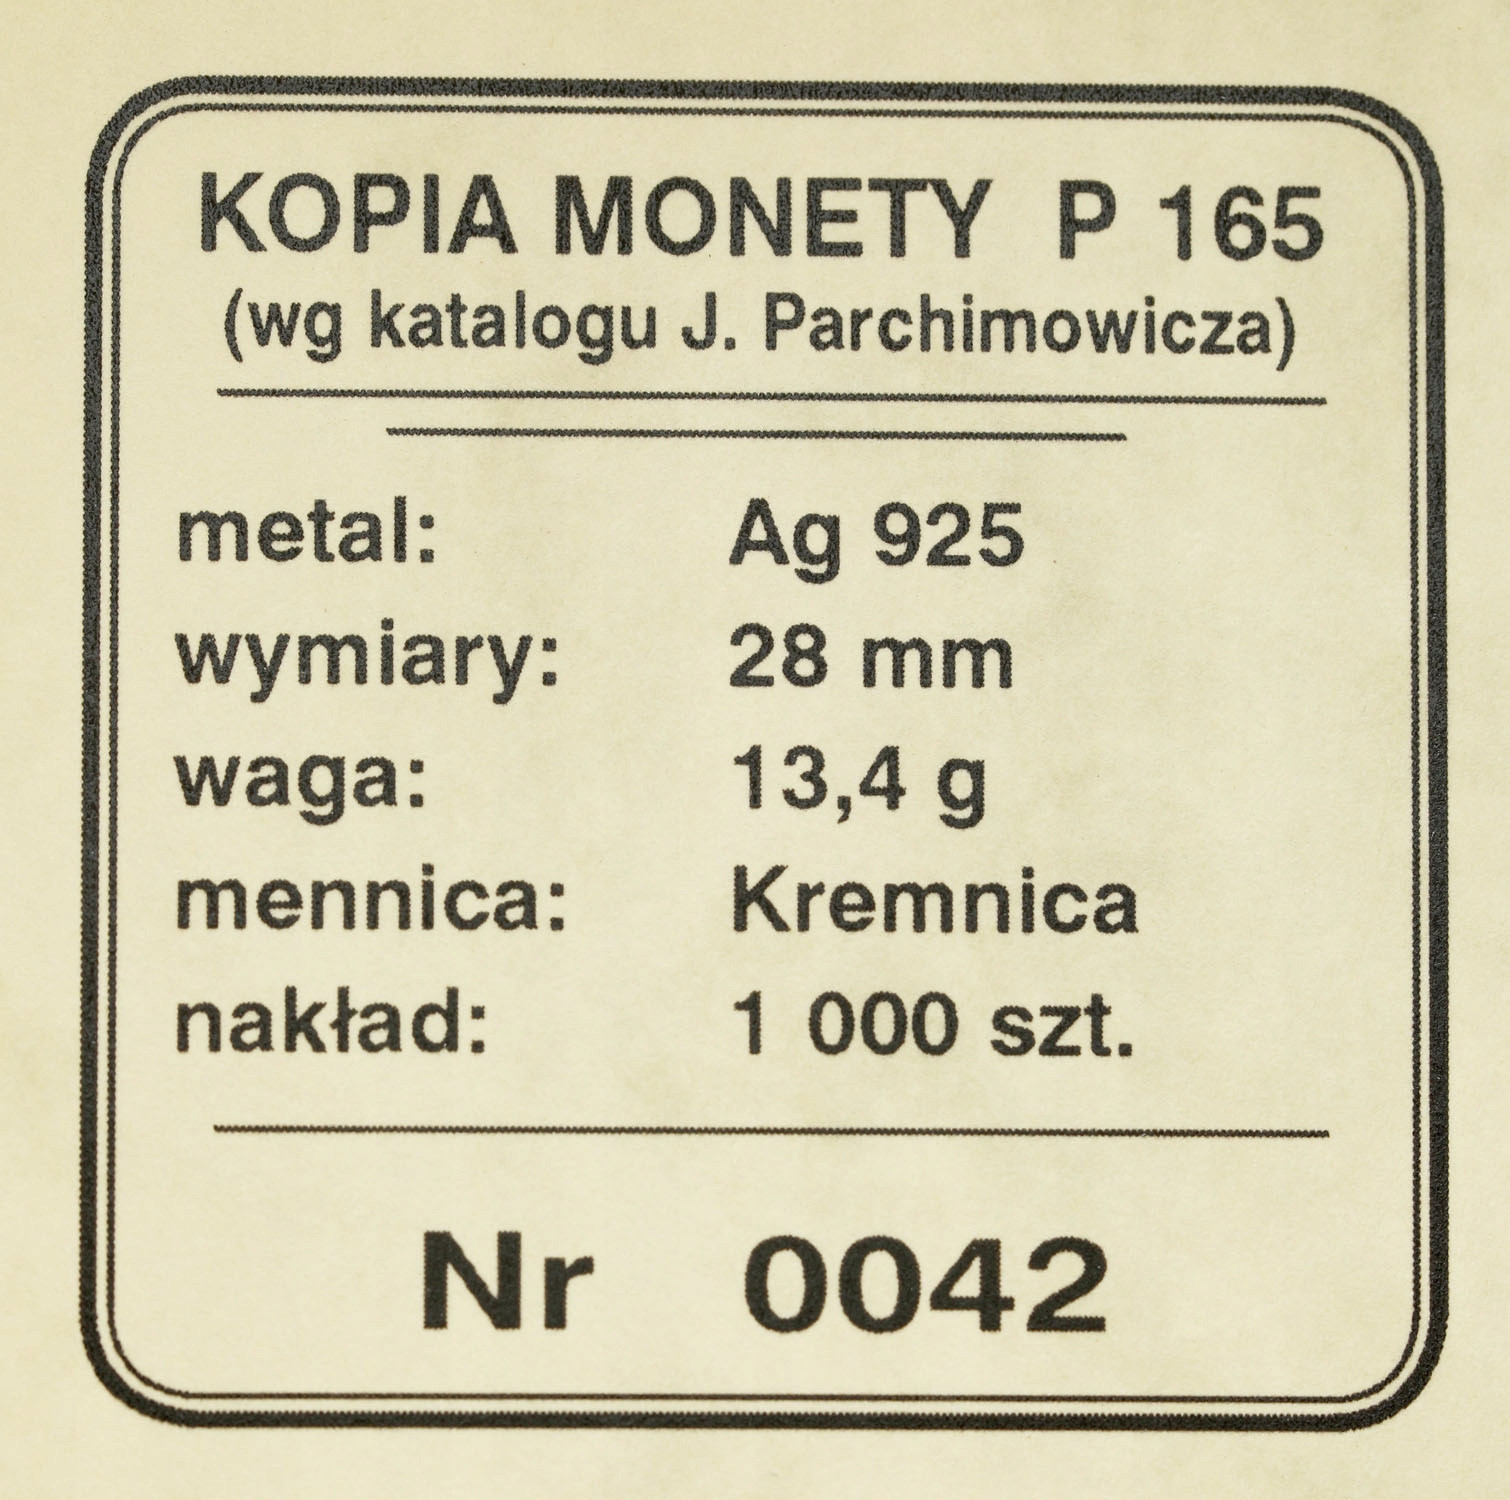 KOPIA MONETY P 165
(wg katalogu J. Parchimowicza)
metal: Ag 925
wymiary: 28 mm
waga: 13,4 g
mennica: Kremnica
nakład: 1 000 szt.
Nr 0042